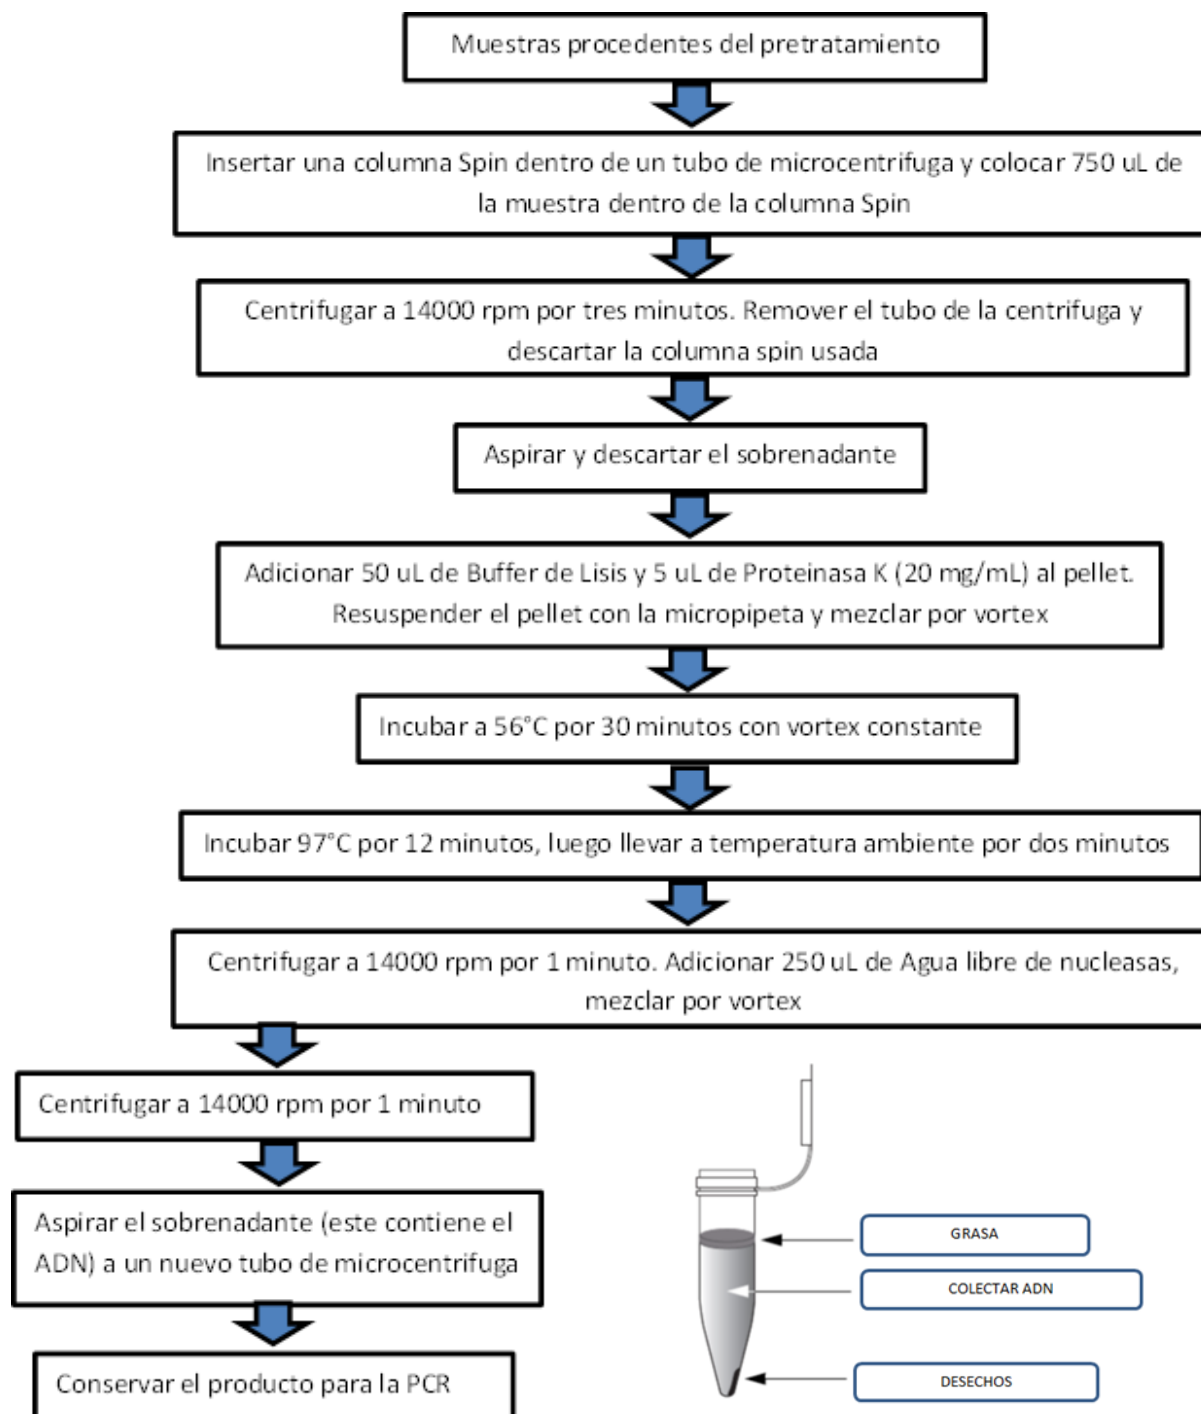 Muestras procedentes del pretratamiento
Insertar una columna Spin dentro de un tubo de microcentrifuga y colocar 750 uL de
la muestra dentro de la columna Spin
Centrifugar a 14000 rpm por tres minutos. Remover el tubo de la centrifuga y
descartar la columna spin usada
Aspirar y descartar el sobrenadante
Adicionar 50 uL de Buffer de Lisis y 5 uL de Proteinasa K (20 mg/mL) al pellet.
Resuspender el pellet con la micropipeta y mezclar por vortex
Incubar a 56°C por 30 minutos con vortex constante
Incubar 97°C por 12 minutos, luego llevar a temperatura ambiente por dos minutos
Centrifugar a 14000 rpm por 1 minuto. Adicionar 250 uL de Agua libre de nucleasas,
mezclar por vortex
Centrifugar a 14000 rpm por 1 minuto
Aspirar el sobrenadante (este contiene el
ADN) a un nuevo tubo de microcentrifuga
Conservar el producto para la PCR
GRASA
COLECTAR ADN
DESECHOS